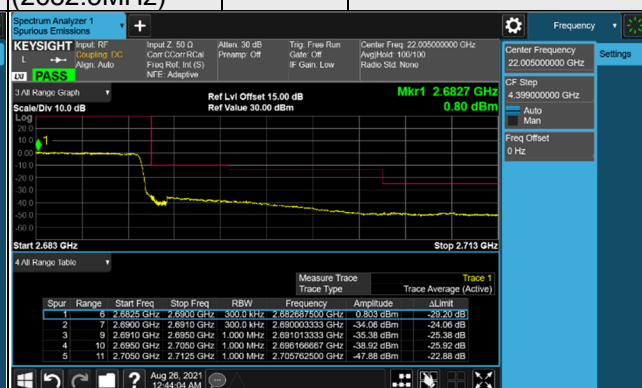 (2682.5MHz)
Spectrum Analyzer 1
Spurious Emissions
Frequency
KEYSIGHT
Input: RF
Coupling: DC
Align: Auto
Input Z: 50 Ω
Corr CCorr RCal
Freq Ref: Int (S)
NFE: Adaptive
Atten: 30 dB
Preamp: Off
Trig: Free Run
Gate: Off
IF Gain: Low
Center Freq: 22.005000000 GHz
Avg|Hold: 100/100
Radio Std: None
L
LXI PASS
Center Frequency
22.005000000 GHz
Settings
CF Step
4.399000000 GHz
Auto
Man
Freq Offset
0 Hz
3 All Range Graph
Ref Lvl Offset 15.00 dB
Mkr1 2.6827 GHz
Scale/Div 10.0 dB
Ref Value 30.00 dBm
0.80 dBm
Log
20.0
10.0
0.00
-10.0
-20.0
-30.0
-40.0
-50.0
-60.0
1
Start 2.683 GHz
Stop 2.713 GHz
4 All Range Table
Measure Trace Trace 1
Trace Type Trace Average (Active)
Spur Range Start Freq Stop Freq RBW Frequency Amplitude ΔLimit
1 6 2.6825 GHz 2.6900 GHz 300.0 kHz 2.682687500 GHz 0.803 dBm -29.20 dB
2 7 2.6900 GHz 2.6910 GHz 300.0 kHz 2.690003333 GHz -34.06 dBm -24.06 dB
3 9 2.6910 GHz 2.6950 GHz 1.000 MHz 2.691013333 GHz -35.38 dBm -25.38 dB
4 10 2.6950 GHz 2.7050 GHz 1.000 MHz 2.696166667 GHz -38.92 dBm -25.92 dB
5 11 2.7050 GHz 2.7125 GHz 1.000 MHz 2.705762500 GHz -47.88 dBm -22.88 dB
Aug 26, 2021
12:44:04 AM